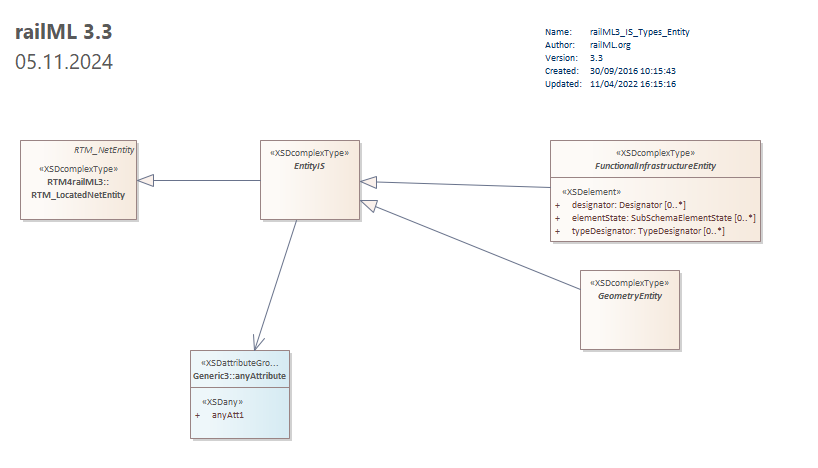 railML 3.3
05.11.2024
Name: railML3_IS_Types_Entity
Author: railML.org
Version: 3.3
Created: 30/09/2016 10:15:43
Updated: 11/04/2022 16:15:16
RTM_NetEntity
«XSDcomplexType»
RTM4railML3::
RTM_LocatedNetEntity
«XSDcomplexType»
EntityIS
«XSDcomplexType»
FunctionalInfrastructureEntity
«XSDelement»
+ designator: Designator [0..*]
+ elementState: SubSchemaElementState [0..*]
+ typeDesignator: TypeDesignator [0..*]
«XSDcomplexType»
GeometryEntity
«XSDattributeGro...
Generic3::anyAttribute
«XSDany»
+ anyAtt1